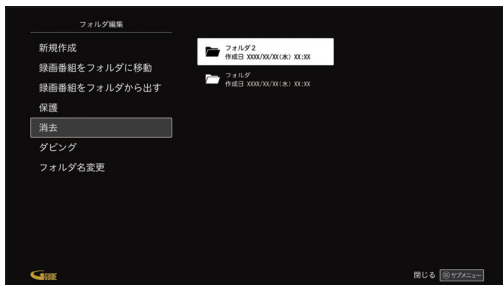 フォルダ編集
新規作成
録画番組をフォルダに移動
録画番組をフォルダから出す
保護
消去
ダビング
フォルダ名変更
フォルダ2
作成日 XXXX/XX/XX(水) XX:XX
フォルダ
作成日 XXXX/XX/XX(水) XX:XX
G GUIDE
閉じる サブメニュー